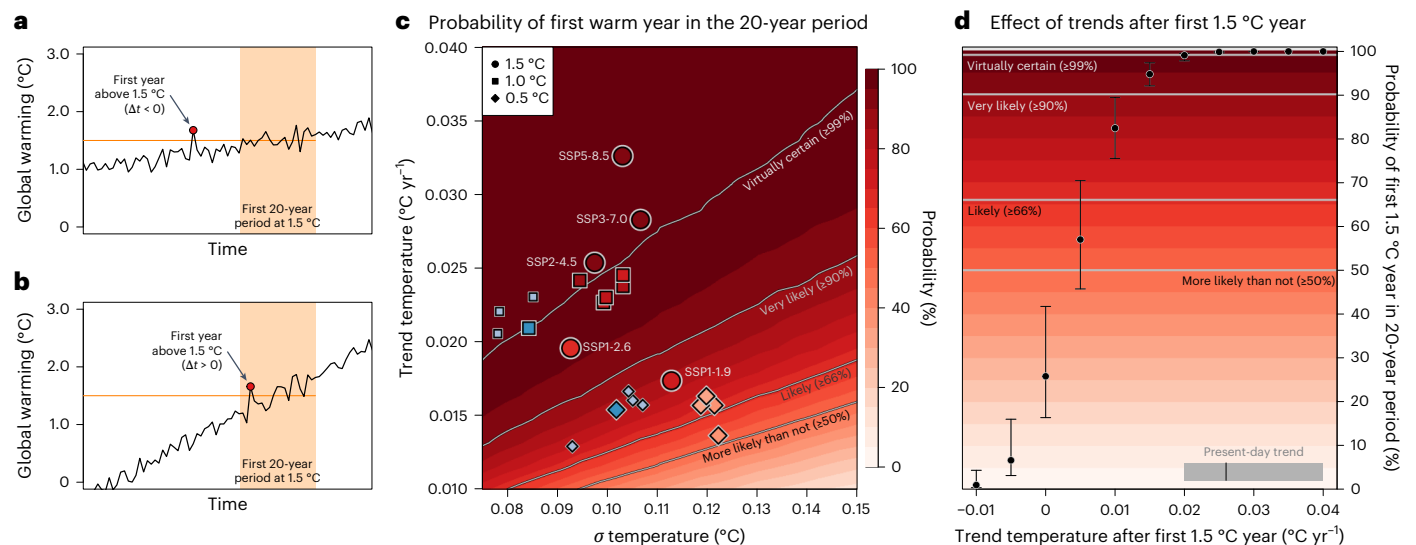 a
3.0
2.0
1.0
0
Global warming (°C)
First year
above 1.5 °C
(Δt < 0)
First 20-year
period at 1.5 °C
Time
b
3.0
2.0
1.0
0
Global warming (°C)
First year
above 1.5 °C
(Δt > 0)
First 20-year
period at 1.5 °C
Time
c Probability of first warm year in the 20-year period
1.5 °C
1.0 °C
0.5 °C
0.040
0.035
0.030
0.025
0.020
0.015
0.010
Trend temperature (°C yr⁻¹)
SSP5-8.5
SSP3-7.0
SSP2-4.5
SSP1-2.6
SSP1-1.9
Virtually certain (≥99%)
Very likely (≥90%)
Likely (≥66%)
More likely than not (≥50%)
0.08 0.09 0.10 0.11 0.12 0.13 0.14 0.15
σ temperature (°C)
100
80
60
40
20
0
Probability (%)
d Effect of trends after first 1.5 °C year
Virtually certain (≥99%)
Very likely (≥90%)
Likely (≥66%)
More likely than not (≥50%)
Present-day trend
100
90
80
70
60
50
40
30
20
10
0
Probability of first 1.5 °C year in 20-year period (%)
−0.01 0 0.01 0.02 0.03 0.04
Trend temperature after first 1.5 °C year (°C yr⁻¹)